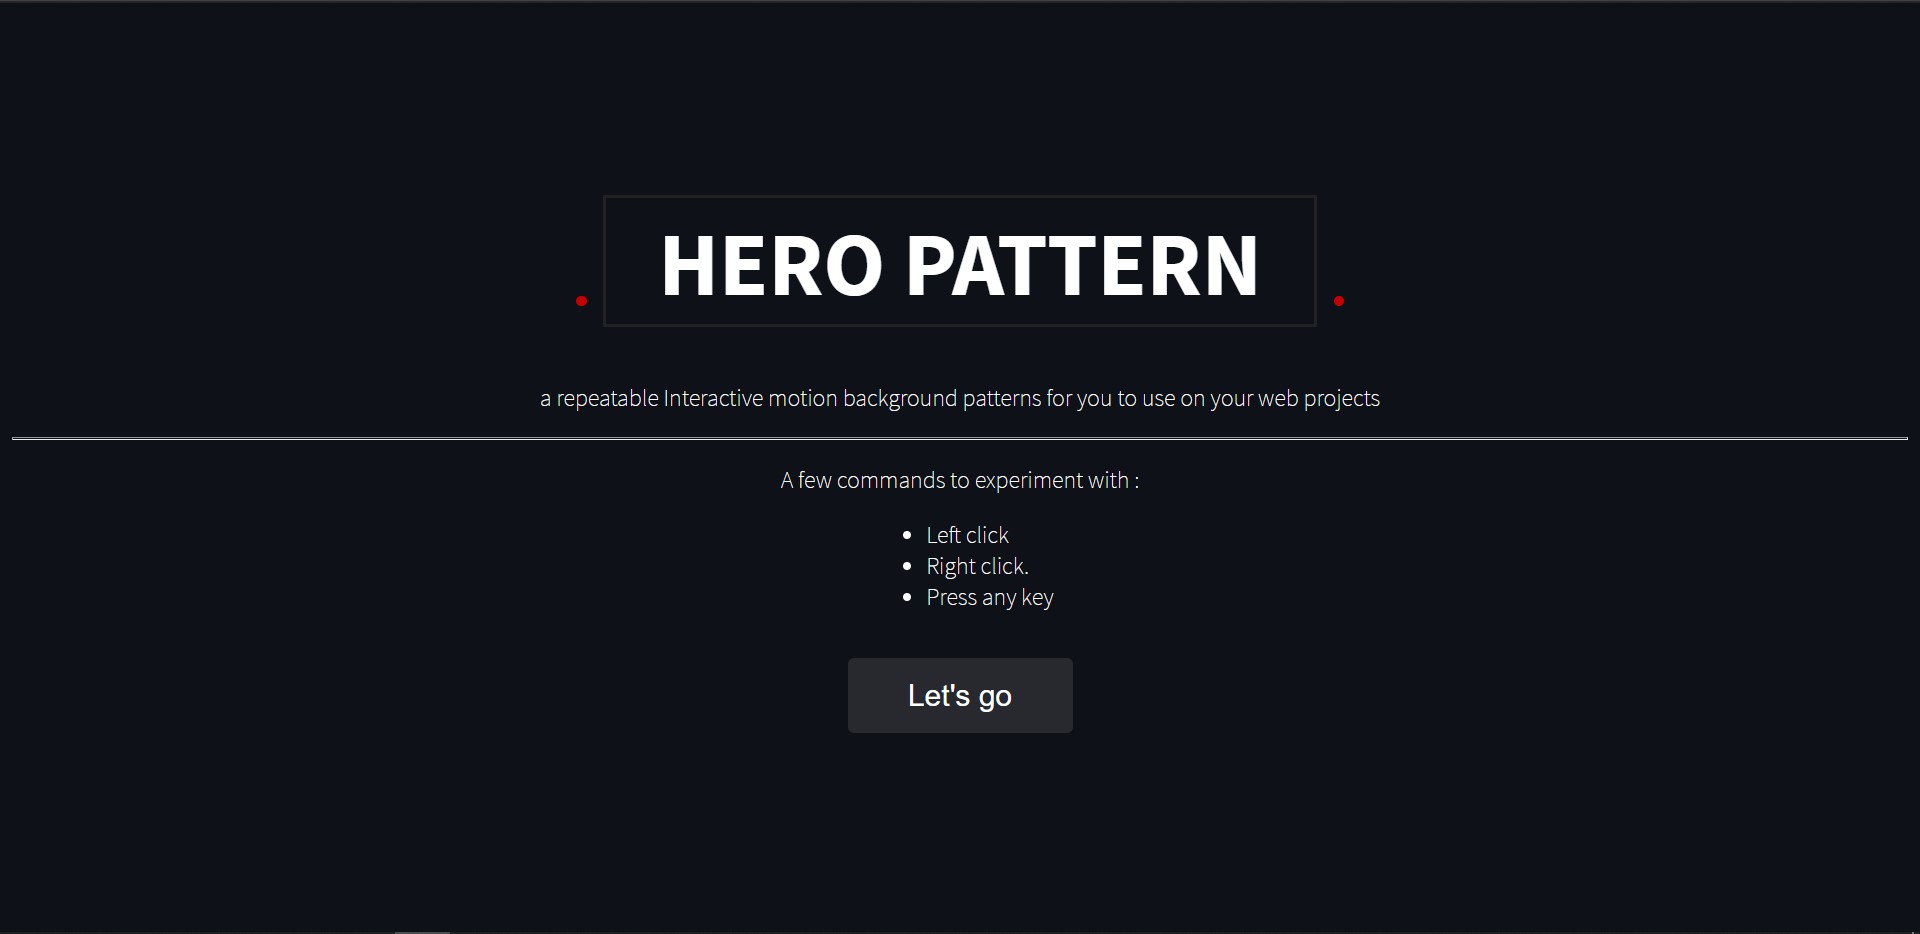 HERO PATTERN
a repeatable Interactive motion background patterns for you to use on your web projects
A few commands to experiment with :
Left click
Right click.
Press any key
Let's go